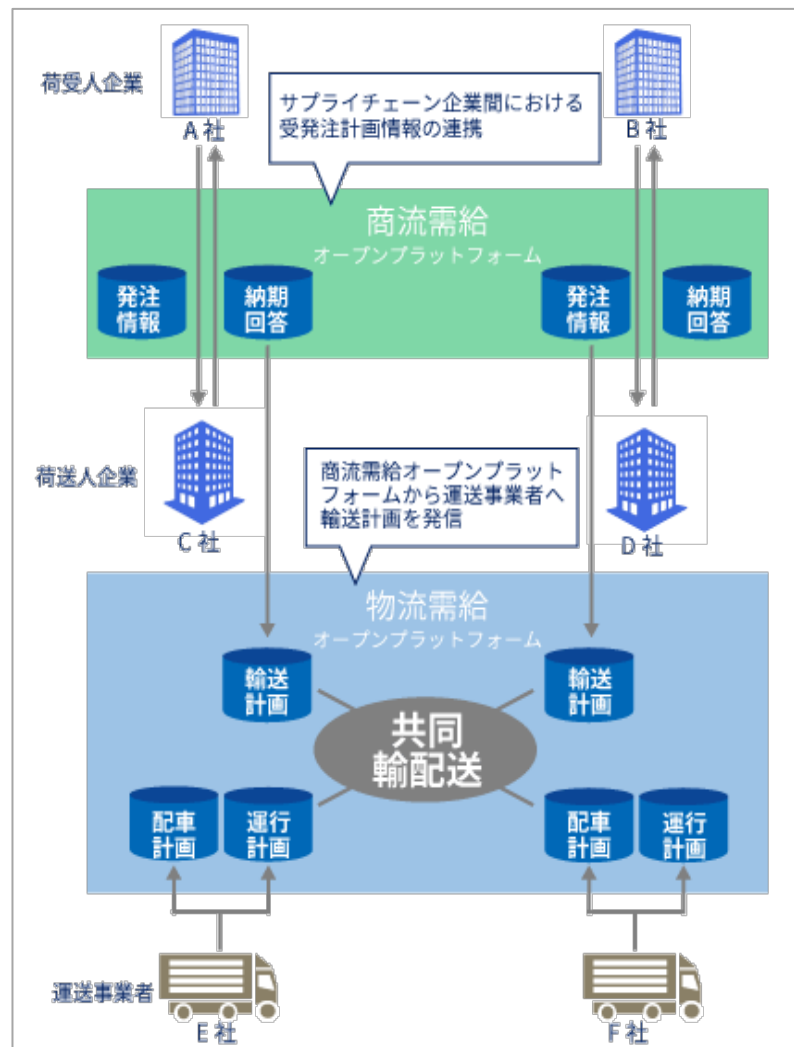 荷受人企業
A社
B社
サプライチェーン企業間における
受発注計画情報の連携
商流需給
オープンプラットフォーム
発注
情報
納期
回答
発注
情報
納期
回答
荷送人企業
C社
D社
商流需給オープンプラット
フォームから運送事業者へ
輸送計画を発信
物流需給
オープンプラットフォーム
輸送
計画
輸送
計画
共同
輸配送
配車
計画
運行
計画
配車
計画
運行
計画
運送事業者
E社
F社